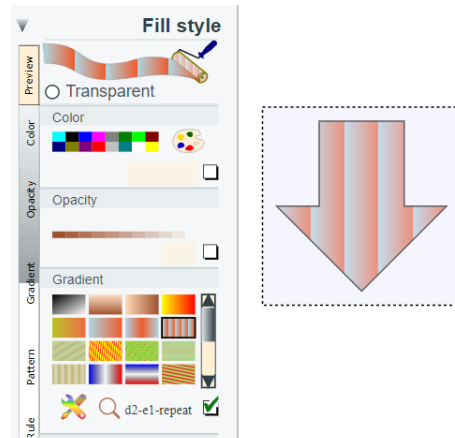 Fill style
Preview
Transparent
Color
Color
Opacity
Opacity
Gradient
Gradient
Pattern
d2-e1-repeat
Rule